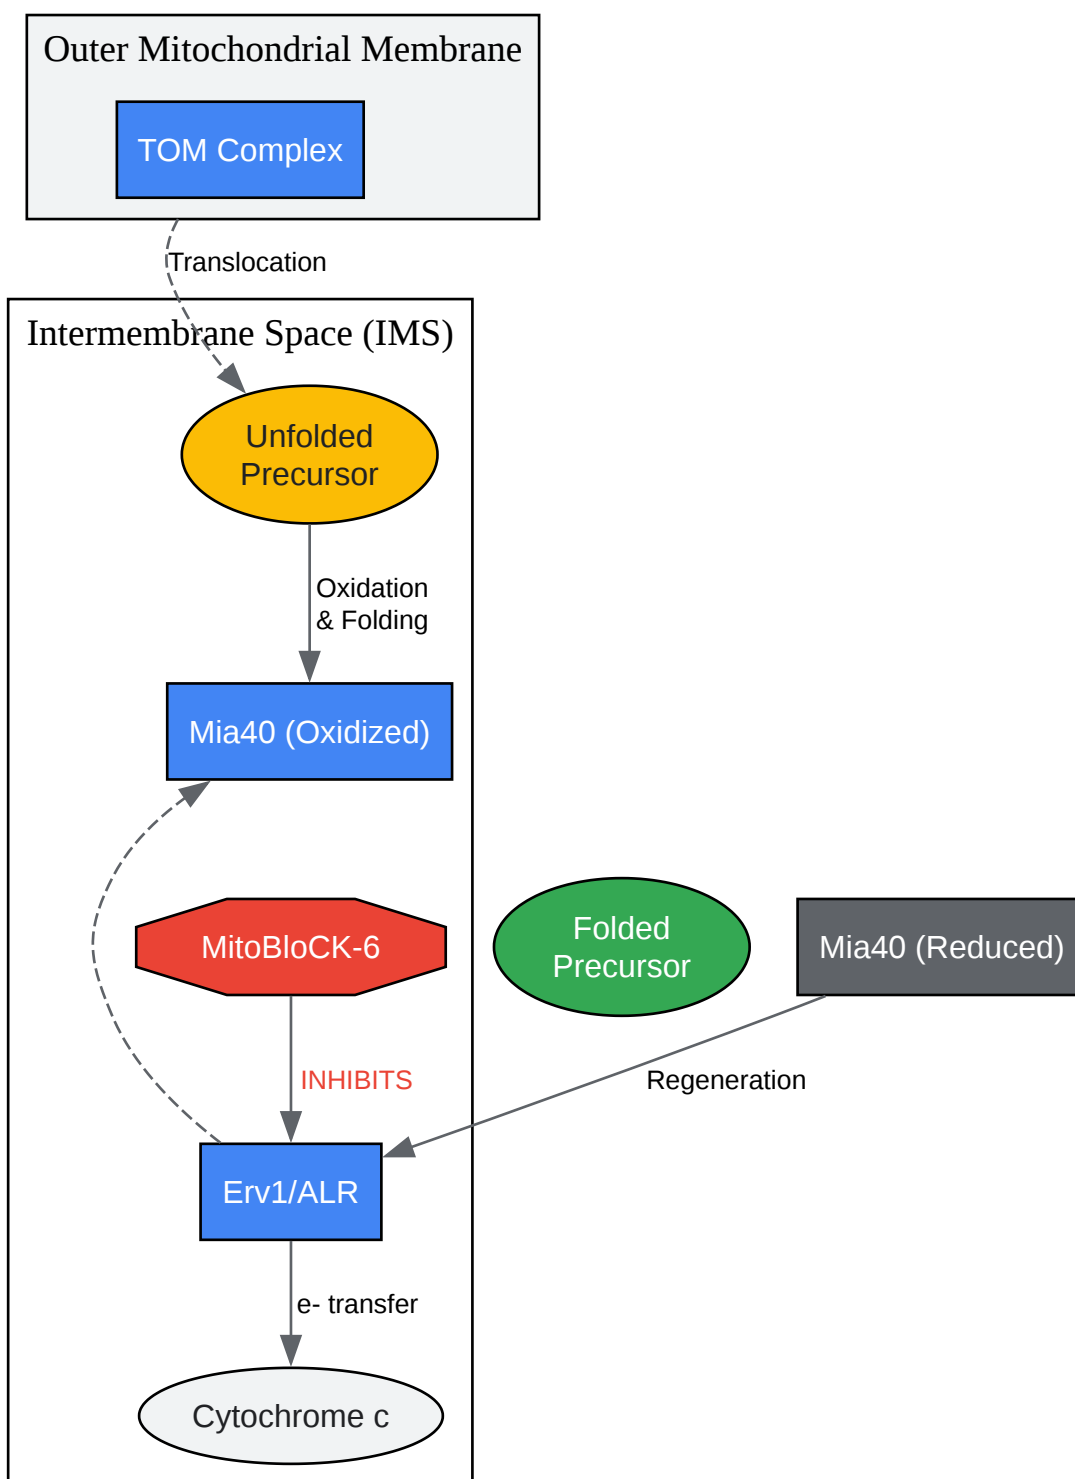 Outer Mitochondrial Membrane
TOM Complex
Translocation
Intermembrane Space (IMS)
Unfolded
Precursor
Oxidation
& Folding
Mia40 (Oxidized)
MitoBloCK-6
Folded
Precursor
Mia40 (Reduced)
INHIBITS
Regeneration
Erv1/ALR
e- transfer
Cytochrome c